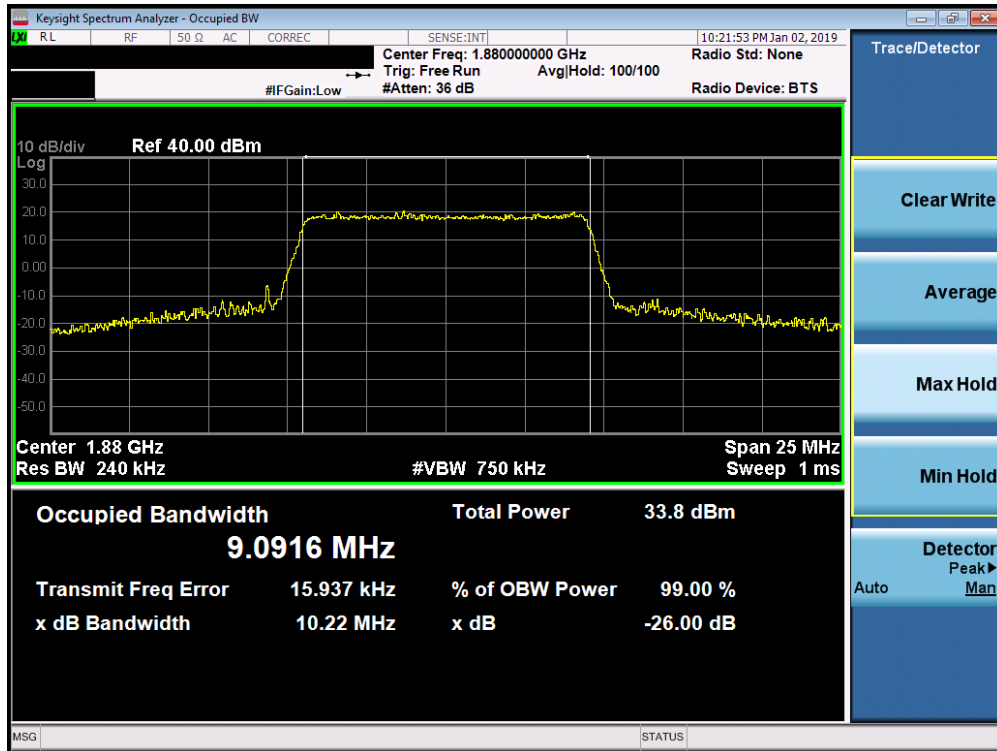 Keysight Spectrum Analyzer - Occupied BW
LXI RL RF 50 Ω AC CORREC SENSE:INT 10:21:53 PM Jan 02, 2019
Center Freq: 1.880000000 GHz Radio Std: None
Trig: Free Run Avg|Hold: 100/100
#IFGain:Low #Atten: 36 dB Radio Device: BTS
10 dB/div Ref 40.00 dBm
Log
30.0
20.0
10.0
0.00
-10.0
-20.0
-30.0
-40.0
-50.0
Center 1.88 GHz Span 25 MHz
Res BW 240 kHz #VBW 750 kHz Sweep 1 ms
Occupied Bandwidth Total Power 33.8 dBm
9.0916 MHz
Transmit Freq Error 15.937 kHz % of OBW Power 99.00 %
x dB Bandwidth 10.22 MHz x dB -26.00 dB
MSG STATUS
Trace/Detector
Clear Write
Average
Max Hold
Min Hold
Detector
Peak▶
Auto Man